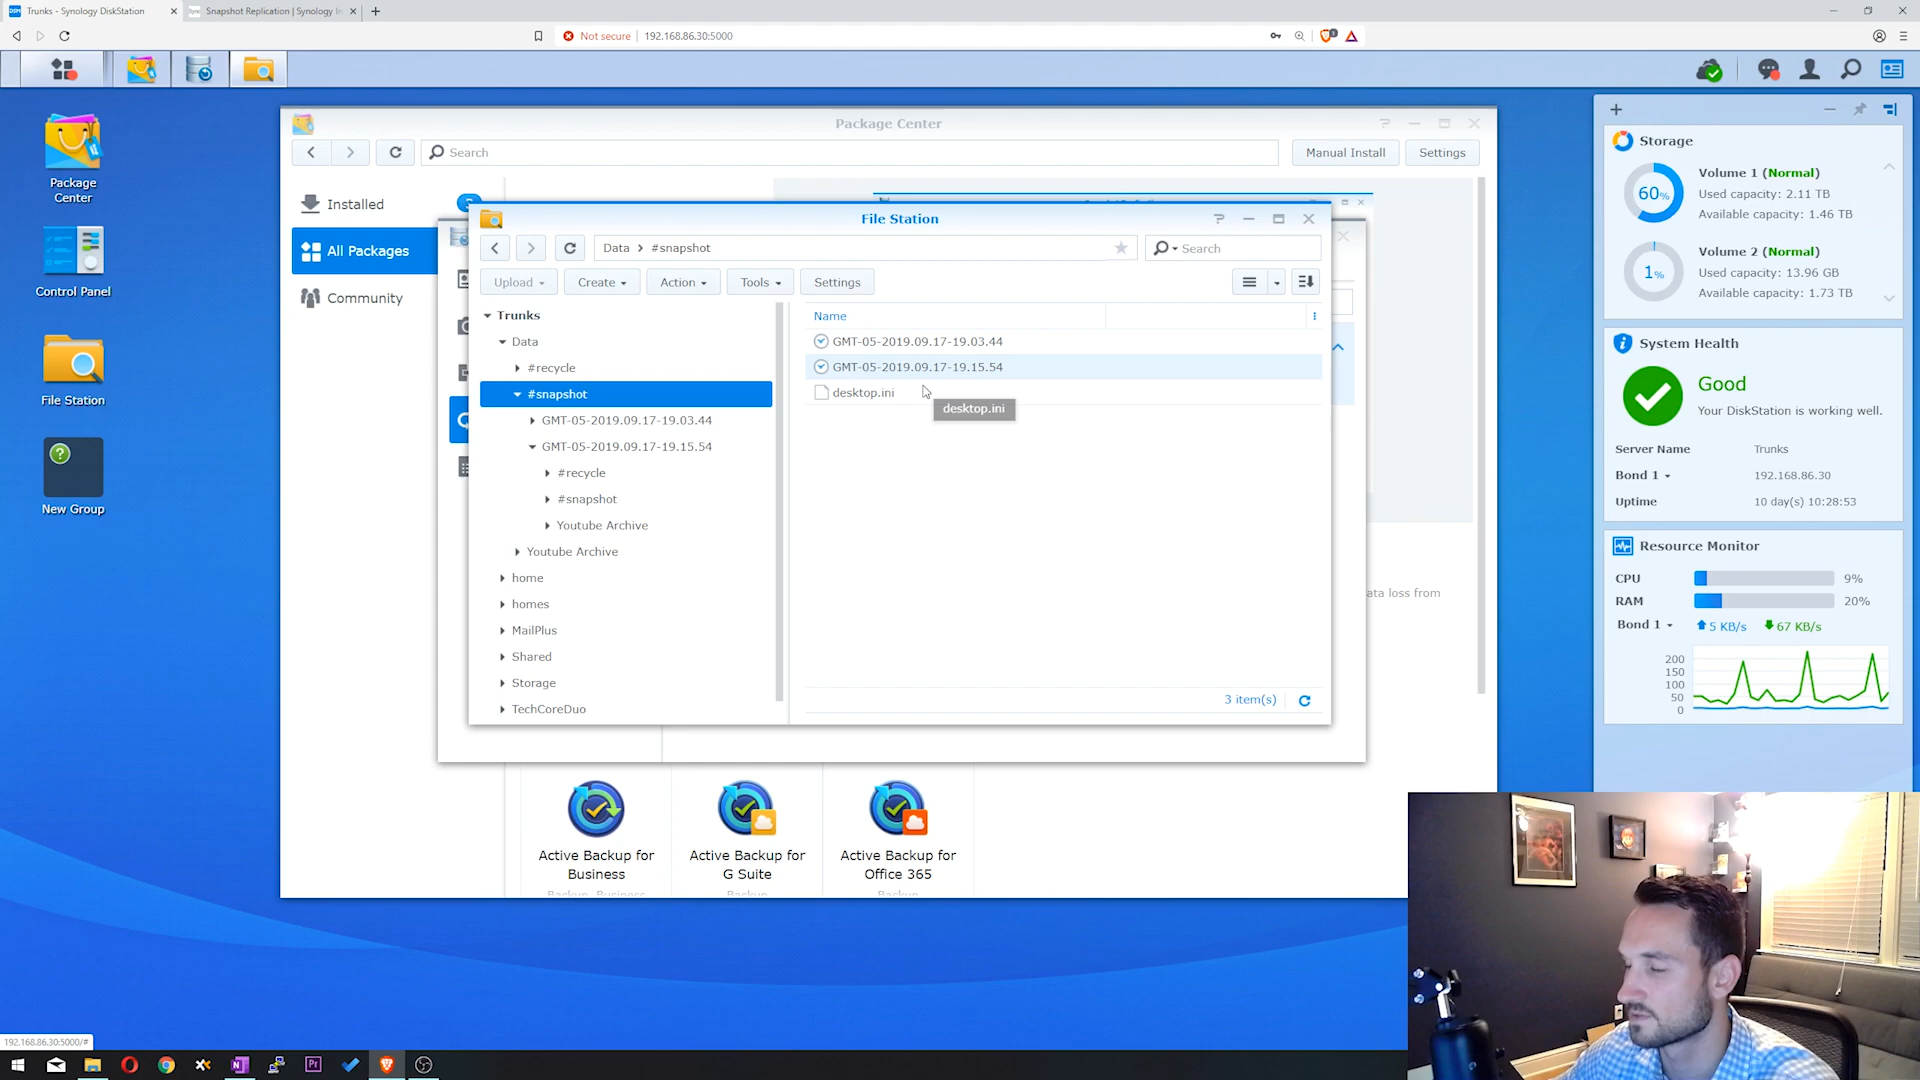 Trunks - Synology DiskStation
Snapshot Replication | Synology In
Not secure
192.168.86.30:5000
Package Center
Control Panel
File Station
New Group
Package Center
Search
Manual Install
Settings
Installed
All Packages
Community
File Station
Data
#snapshot
Search
Upload
Create
Action
Tools
Settings
Trunks
Data
#recycle
#snapshot
GMT-05-2019.09.17-19.03.44
GMT-05-2019.09.17-19.15.54
#recycle
#snapshot
Youtube Archive
Youtube Archive
home
homes
MailPlus
Shared
Storage
TechCoreDuo
Name
GMT-05-2019.09.17-19.03.44
GMT-05-2019.09.17-19.15.54
desktop.ini
desktop.ini
3 item(s)
ata loss from
Active Backup for Business
Backup, Business
Active Backup for G Suite
Backup
Active Backup for Office 365
Backup
Storage
60%
Volume 1 (Normal)
Used capacity: 2.11 TB
Available capacity: 1.46 TB
1%
Volume 2 (Normal)
Used capacity: 13.96 GB
Available capacity: 1.73 TB
System Health
Good
Your DiskStation is working well.
Server Name Trunks
Bond 1 192.168.86.30
Uptime 10 day(s) 10:28:53
Resource Monitor
CPU 9%
RAM 20%
Bond 1 5 KB/s 67 KB/s
200
150
100
50
0
192.168.86.30:5000/#